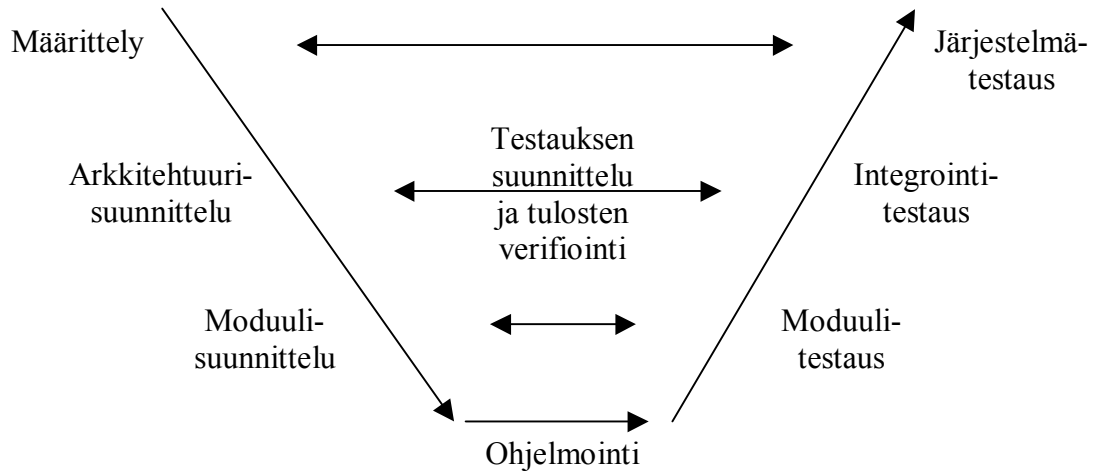 Määrittely
Järjestelmä-
testaus
Testauksen
suunnittelu
ja tulosten
verifiointi
Arkkitehtuuri-
suunnittelu
Integrointi-
testaus
Moduuli-
suunnittelu
Moduuli-
testaus
Ohjelmointi